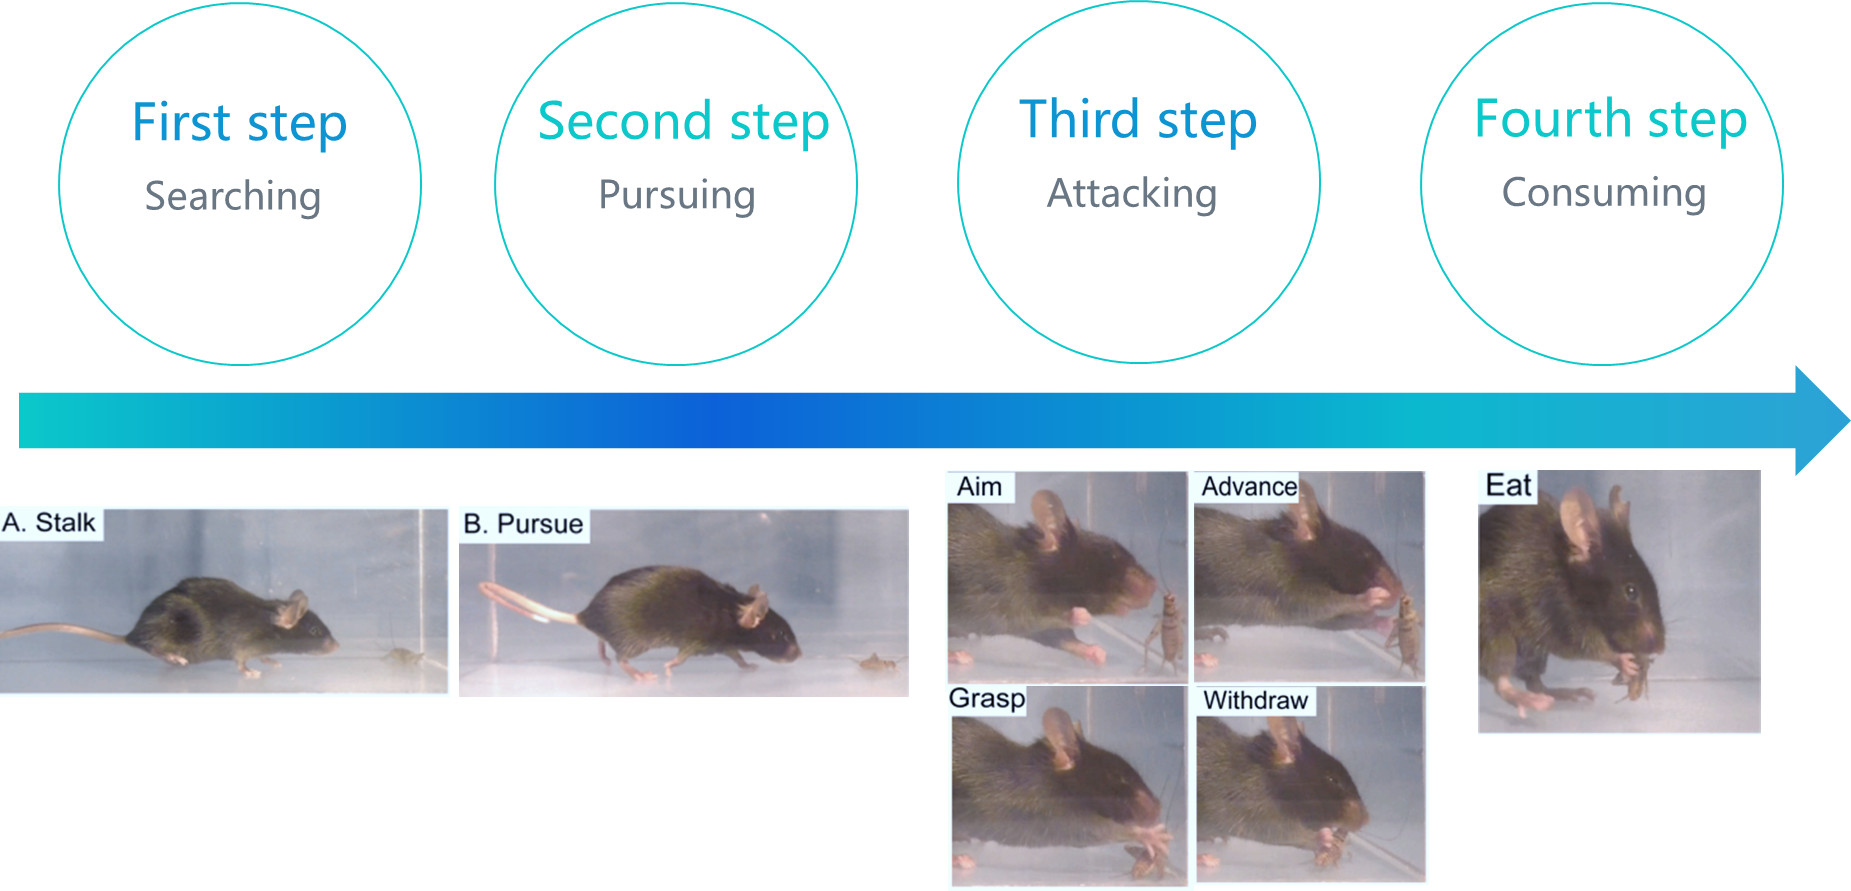 First step
Searching
Second step
Pursuing
Third step
Attacking
Fourth step
Consuming
A. Stalk
B. Pursue
Aim
Advance
Grasp
Withdraw
Eat